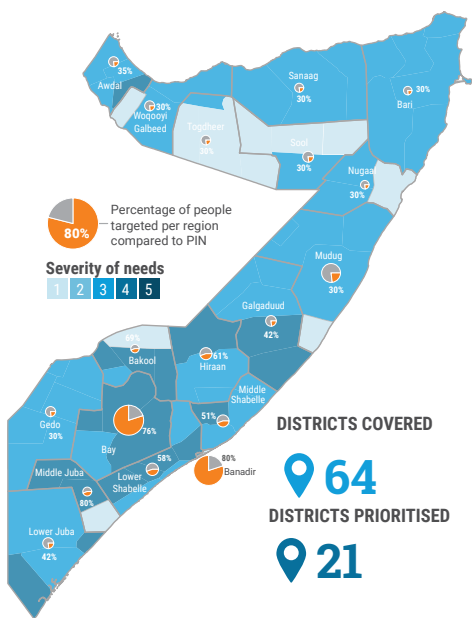 35%
Awdal
30%
Woqooyi
Galbeed
Togdheer
30%
Sanaag
30%
30%
Bari
Sool
30%
Nugaal
30%
80%
Percentage of people
targeted per region
compared to PIN
Severity of needs
1 2 3 4 5
Mudug
30%
Galgaduud
42%
69%
Bakool
61%
Hiraan
Middle
Shabelle
51%
Gedo
30%
76%
Bay
58%
Lower
Shabelle
80%
Banadir
Middle Juba
80%
Lower Juba
42%
DISTRICTS COVERED
64
DISTRICTS PRIORITISED
21